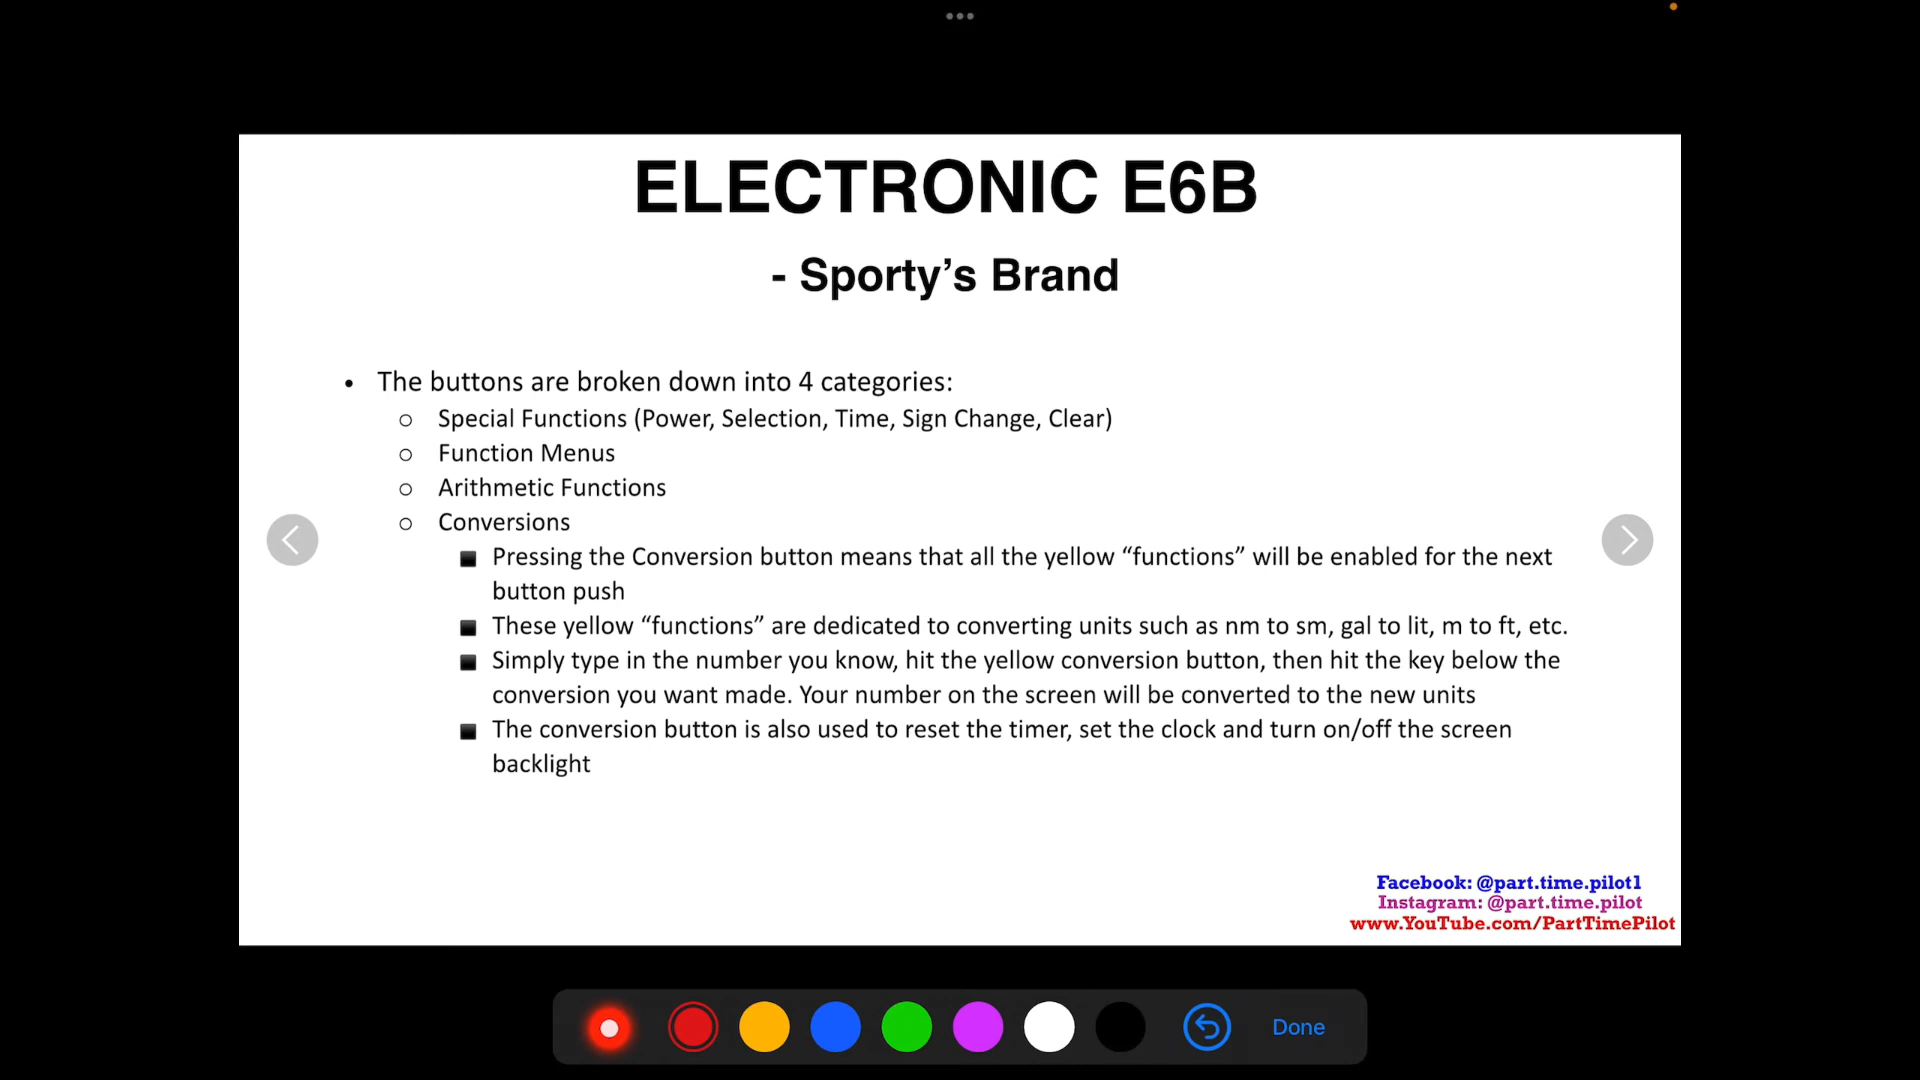 ELECTRONIC E6B
- Sporty’s Brand
• The buttons are broken down into 4 categories:
○ Special Functions (Power, Selection, Time, Sign Change, Clear)
○ Function Menus
○ Arithmetic Functions
○ Conversions
■ Pressing the Conversion button means that all the yellow “functions” will be enabled for the next
button push
■ These yellow “functions” are dedicated to converting units such as nm to sm, gal to lit, m to ft, etc.
■ Simply type in the number you know, hit the yellow conversion button, then hit the key below the
conversion you want made. Your number on the screen will be converted to the new units
■ The conversion button is also used to reset the timer, set the clock and turn on/off the screen
backlight
Facebook: @part.time.pilot1
Instagram: @part.time.pilot
www.YouTube.com/PartTimePilot
Done